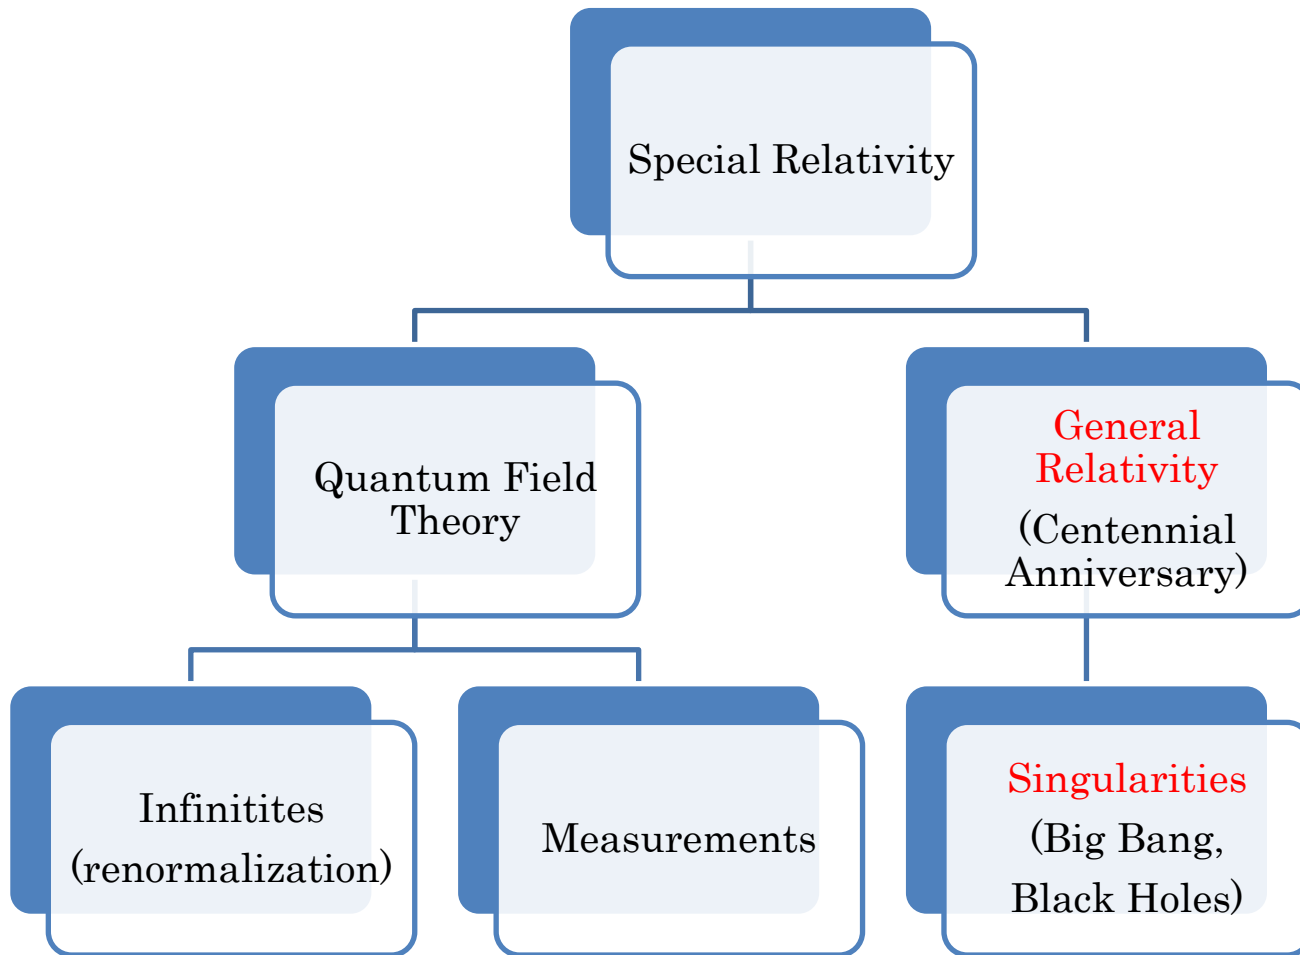 Special Relativity
Quantum Field
Theory
General
Relativity
(Centennial
Anniversary)
Infinitites
(renormalization)
Measurements
Singularities
(Big Bang,
Black Holes)